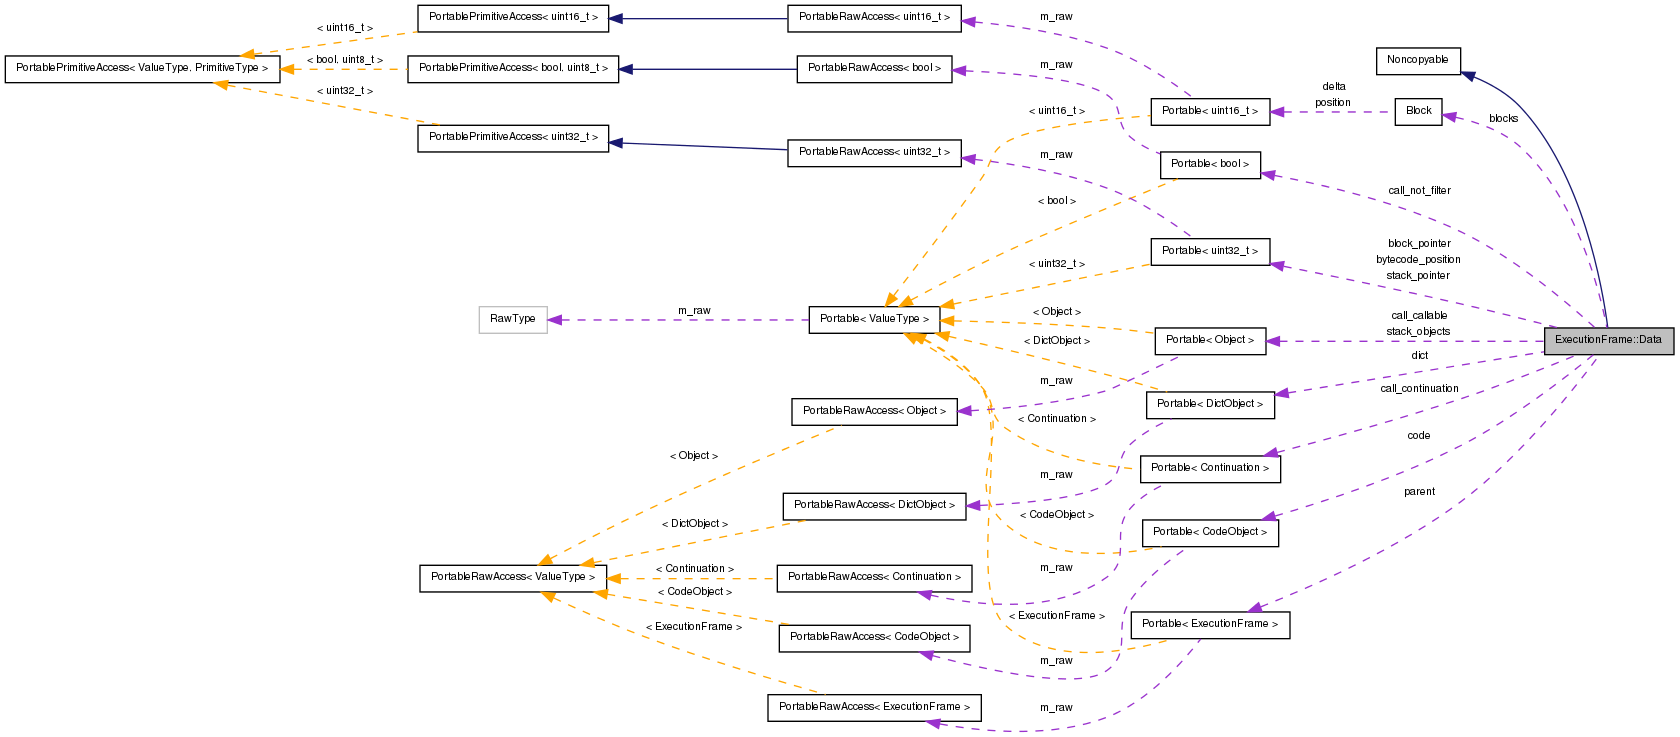 PortablePrimitiveAccess< uint16_t >
PortableRawAccess< uint16_t >
m_raw
< uint16_t >
Noncopyable
PortablePrimitiveAccess< ValueType, PrimitiveType >
< bool, uint8_t >
PortablePrimitiveAccess< bool, uint8_t >
PortableRawAccess< bool >
m_raw
< uint32_t >
delta
position
Portable< uint16_t >
Block
blocks
< uint16_t >
PortablePrimitiveAccess< uint32_t >
PortableRawAccess< uint32_t >
m_raw
Portable< bool >
call_not_filter
< bool >
Portable< uint32_t >
block_pointer
bytecode_position
stack_pointer
< uint32_t >
RawType
m_raw
Portable< ValueType >
< Object >
call_callable
stack_objects
Portable< Object >
ExecutionFrame::Data
< DictObject >
dict
m_raw
call_continuation
Portable< DictObject >
PortableRawAccess< Object >
< Continuation >
code
< Object >
Portable< Continuation >
m_raw
parent
PortableRawAccess< DictObject >
< CodeObject >
< DictObject >
Portable< CodeObject >
m_raw
PortableRawAccess< ValueType >
< Continuation >
PortableRawAccess< Continuation >
< CodeObject >
< ExecutionFrame >
< ExecutionFrame >
Portable< ExecutionFrame >
PortableRawAccess< CodeObject >
m_raw
PortableRawAccess< ExecutionFrame >
m_raw